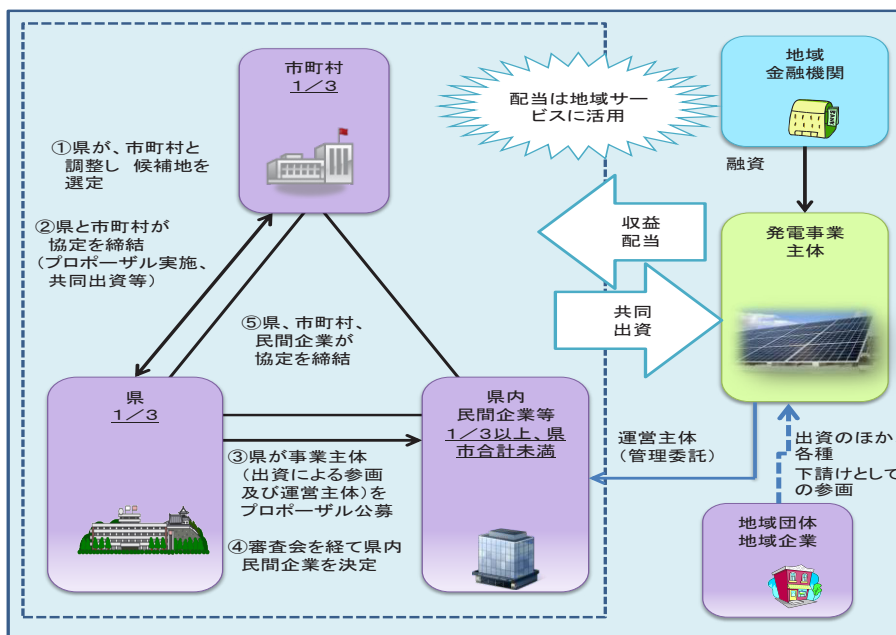 市町村
1/3
①県が、市町村と
調整し 候補地を
選定
②県と市町村が
協定を締結
(プロポーザル実施、
共同出資等)
⑤県、市町村、
民間企業が
協定を締結
県
1/3
③県が事業主体
(出資による参画
及び運営主体)を
プロポーザル公募
④審査会を経て県内
民間企業を決定
県内
民間企業等
1/3以上、県
市合計未満
配当は地域サー
ビスに活用
収益
配当
共同
出資
地域
金融機関
BANK
融資
発電事業
主体
運営主体
(管理委託)
出資のほか
各種
下請けとして
の参画
地域団体
地域企業